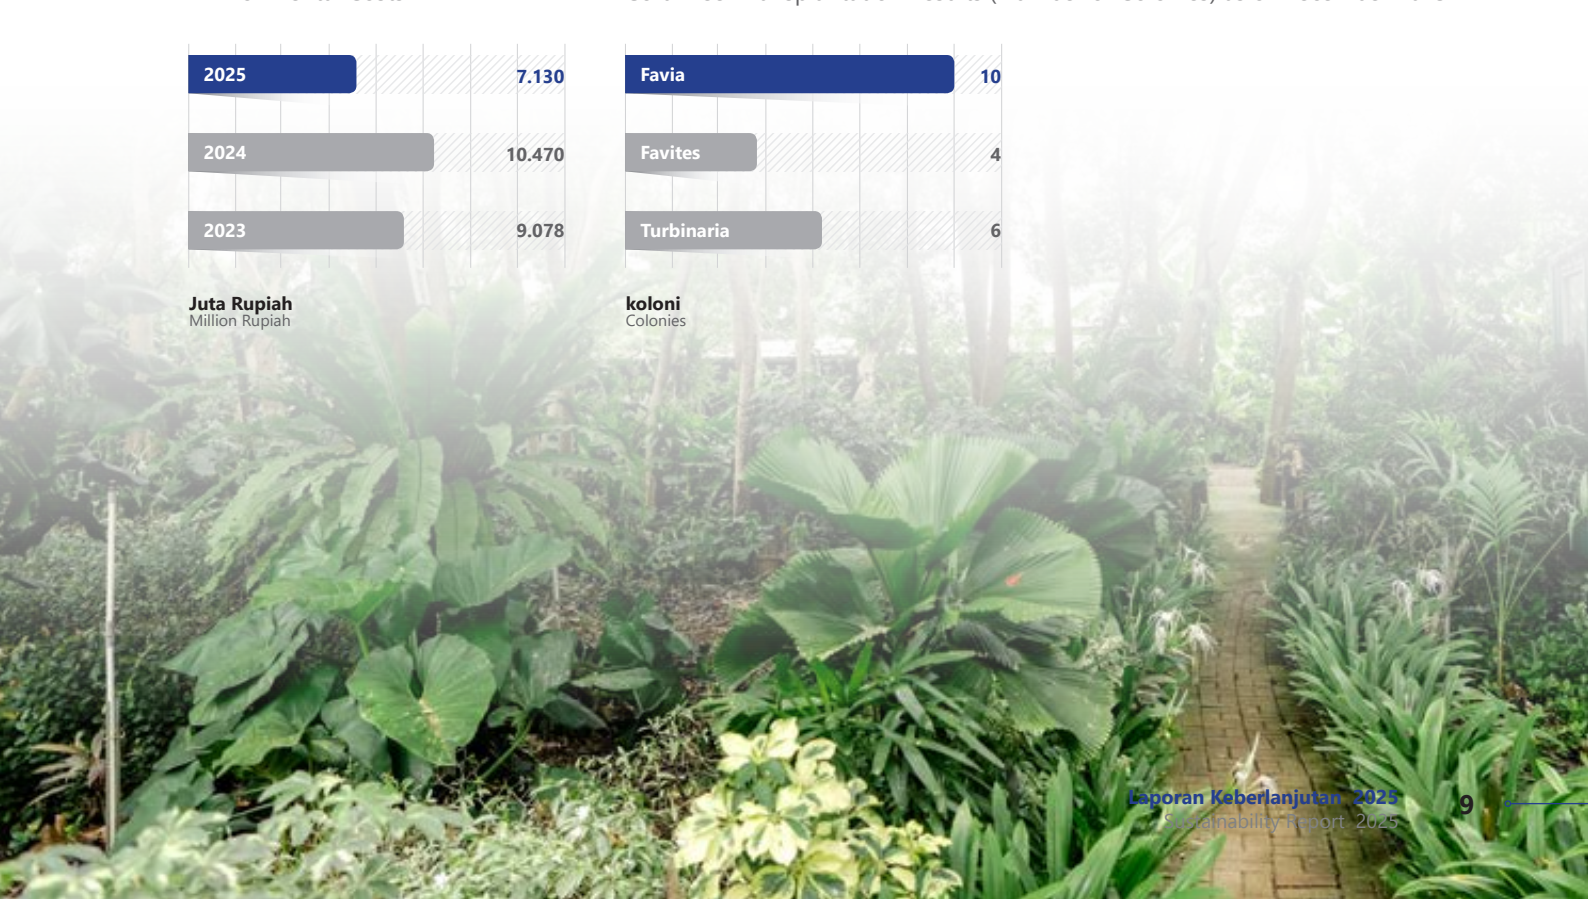 2025
7.130
2024
10.470
2023
9.078
Juta Rupiah
Million Rupiah
Favia
10
Favites
4
Turbinaria
6
koloni
Colonies
Laporan Keberlanjutan 2025
Sustainability Report 2025
9